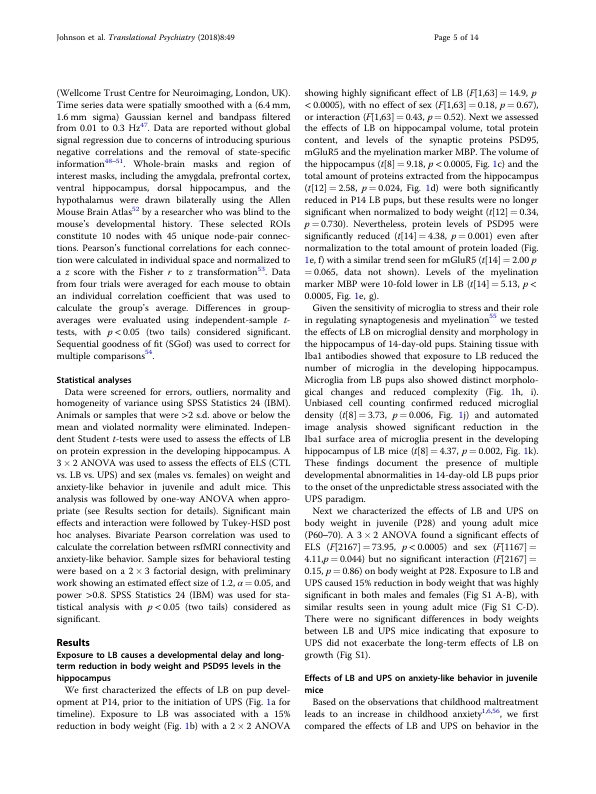 Johnson et al. Translational Psychiatry (2018)8:49
Page 5 of 14
(Wellcome Trust Centre for Neuroimaging, London, UK).
Time series data were spatially smoothed with a (6.4 mm,
1.6 mm sigma) Gaussian kernel and bandpass filtered
from 0.01 to 0.3 Hz47. Data are reported without global
signal regression due to concerns of introducing spurious
negative correlations and the removal of state-specific
information48–51. Whole-brain masks and region of
interest masks, including the amygdala, prefrontal cortex,
ventral hippocampus, dorsal hippocampus, and the
hypothalamus were drawn bilaterally using the Allen
Mouse Brain Atlas52 by a researcher who was blind to the
mouse's developmental history. These selected ROIs
constitute 10 nodes with 45 unique node-pair connec-
tions. Pearson's functional correlations for each connec-
tion were calculated in individual space and normalized to
a z score with the Fisher r to z transformation53. Data
from four trials were averaged for each mouse to obtain
an individual correlation coefficient that was used to
calculate the group's average. Differences in group-
averages were evaluated using independent-sample t-
tests, with p < 0.05 (two tails) considered significant.
Sequential goodness of fit (SGof) was used to correct for
multiple comparisons54.
Statistical analyses
Data were screened for errors, outliers, normality and
homogeneity of variance using SPSS Statistics 24 (IBM).
Animals or samples that were >2 s.d. above or below the
mean and violated normality were eliminated. Indepen-
dent Student t-tests were used to assess the effects of LB
on protein expression in the developing hippocampus. A
3 × 2 ANOVA was used to assess the effects of ELS (CTL
vs. LB vs. UPS) and sex (males vs. females) on weight and
anxiety-like behavior in juvenile and adult mice. This
analysis was followed by one-way ANOVA when appro-
priate (see Results section for details). Significant main
effects and interaction were followed by Tukey-HSD post
hoc analyses. Bivariate Pearson correlation was used to
calculate the correlation between rsfMRI connectivity and
anxiety-like behavior. Sample sizes for behavioral testing
were based on a 2 × 3 factorial design, with preliminary
work showing an estimated effect size of 1.2, α = 0.05, and
power >0.8. SPSS Statistics 24 (IBM) was used for sta-
tistical analysis with p < 0.05 (two tails) considered as
significant.
Results
Exposure to LB causes a developmental delay and long-
term reduction in body weight and PSD95 levels in the
hippocampus
We first characterized the effects of LB on pup devel-
opment at P14, prior to the initiation of UPS (Fig. 1a for
timeline). Exposure to LB was associated with a 15%
reduction in body weight (Fig. 1b) with a 2 × 2 ANOVA
showing highly significant effect of LB (F[1,63] = 14.9, p
< 0.0005), with no effect of sex (F[1,63] = 0.18, p = 0.67),
or interaction (F[1,63] = 0.43, p = 0.52). Next we assessed
the effects of LB on hippocampal volume, total protein
content, and levels of the synaptic proteins PSD95,
mGluR5 and the myelination marker MBP. The volume of
the hippocampus (t[8] = 9.18, p < 0.0005, Fig. 1c) and the
total amount of proteins extracted from the hippocampus
(t[12] = 2.58, p = 0.024, Fig. 1d) were both significantly
reduced in P14 LB pups, but these results were no longer
significant when normalized to body weight (t[12] = 0.34,
p = 0.730). Nevertheless, protein levels of PSD95 were
significantly reduced (t[14] = 4.38, p = 0.001) even after
normalization to the total amount of protein loaded (Fig.
1e, f) with a similar trend seen for mGluR5 (t[14] = 2.00 p
= 0.065, data not shown). Levels of the myelination
marker MBP were 10-fold lower in LB (t[14] = 5.13, p <
0.0005, Fig. 1e, g).
Given the sensitivity of microglia to stress and their role
in regulating synaptogenesis and myelination55 we tested
the effects of LB on microglial density and morphology in
the hippocampus of 14-day-old pups. Staining tissue with
Iba1 antibodies showed that exposure to LB reduced the
number of microglia in the developing hippocampus.
Microglia from LB pups also showed distinct morpholo-
gical changes and reduced complexity (Fig. 1h, i).
Unbiased cell counting confirmed reduced microglial
density (t[8] = 3.73, p = 0.006, Fig. 1j) and automated
image analysis showed significant reduction in the
Iba1 surface area of microglia present in the developing
hippocampus of LB mice (t[8] = 4.37, p = 0.002, Fig. 1k).
These findings document the presence of multiple
developmental abnormalities in 14-day-old LB pups prior
to the onset of the unpredictable stress associated with the
UPS paradigm.
Next we characterized the effects of LB and UPS on
body weight in juvenile (P28) and young adult mice
(P60–70). A 3 × 2 ANOVA found a significant effects of
ELS (F[2167] = 73.95, p < 0.0005) and sex (F[1167] =
4.11,p = 0.044) but no significant interaction (F[2167] =
0.15, p = 0.86) on body weight at P28. Exposure to LB and
UPS caused 15% reduction in body weight that was highly
significant in both males and females (Fig S1 A-B), with
similar results seen in young adult mice (Fig S1 C-D).
There were no significant differences in body weights
between LB and UPS mice indicating that exposure to
UPS did not exacerbate the long-term effects of LB on
growth (Fig S1).
Effects of LB and UPS on anxiety-like behavior in juvenile
mice
Based on the observations that childhood maltreatment
leads to an increase in childhood anxiety1,6,56, we first
compared the effects of LB and UPS on behavior in the